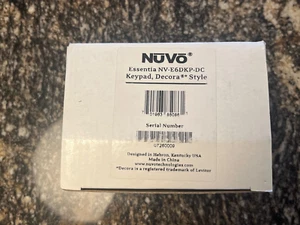 NUVO®
Essentia NV-E6DKP-DC
Keypad, Decora®* Style
Serial Number
Designed in Hebron, Kentucky USA
Made in China
www.nuvotechnologies.com
*Decora is a registered trademark of Leviton